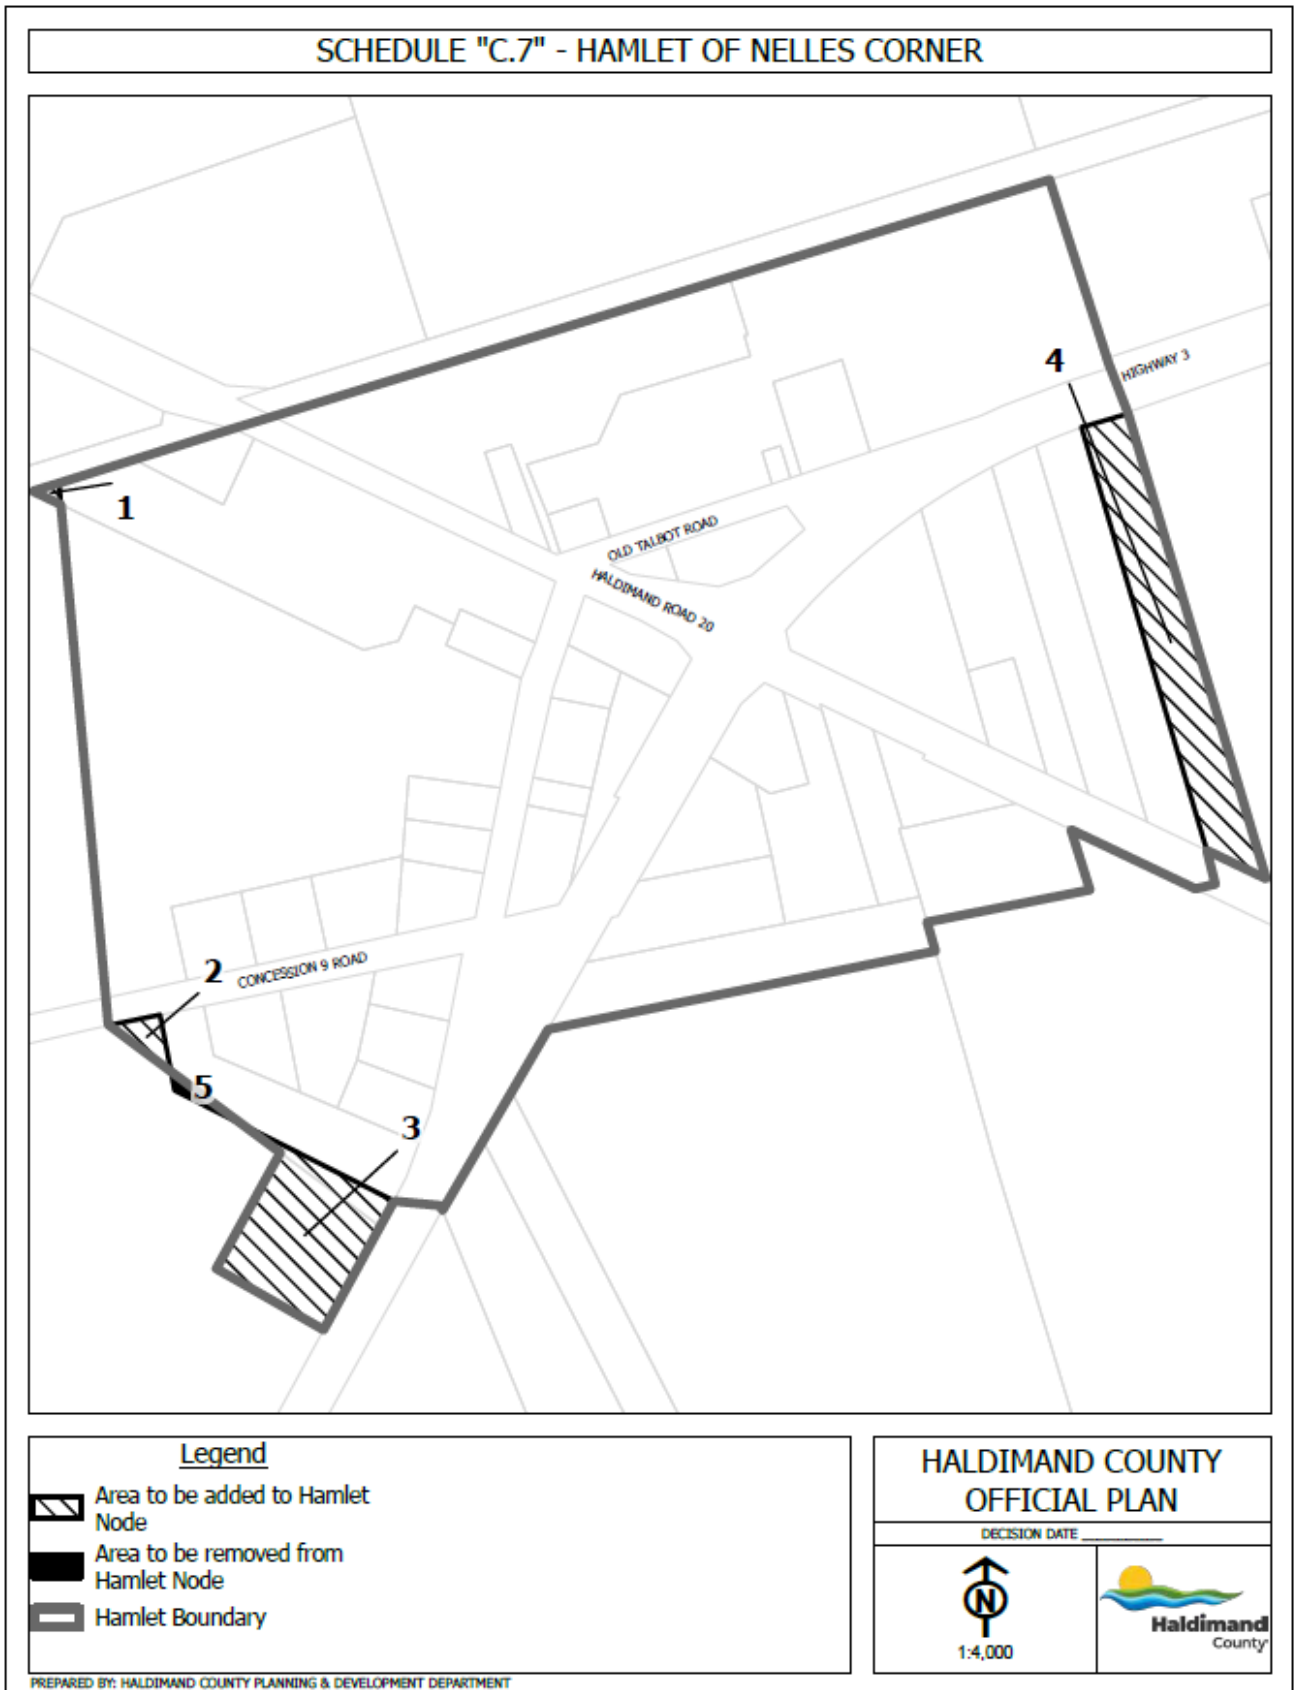 SCHEDULE "C.7" - HAMLET OF NELLES CORNER
4
HIGHWAY 3
1
OLD TALBOT ROAD
HALDIMAND ROAD 20
2
CONCESSION 9 ROAD
5
3
Legend
Area to be added to Hamlet
Node
Area to be removed from
Hamlet Node
Hamlet Boundary
HALDIMAND COUNTY
OFFICIAL PLAN
DECISION DATE __________
N
1:4,000
Haldimand
County
PREPARED BY: HALDIMAND COUNTY PLANNING & DEVELOPMENT DEPARTMENT